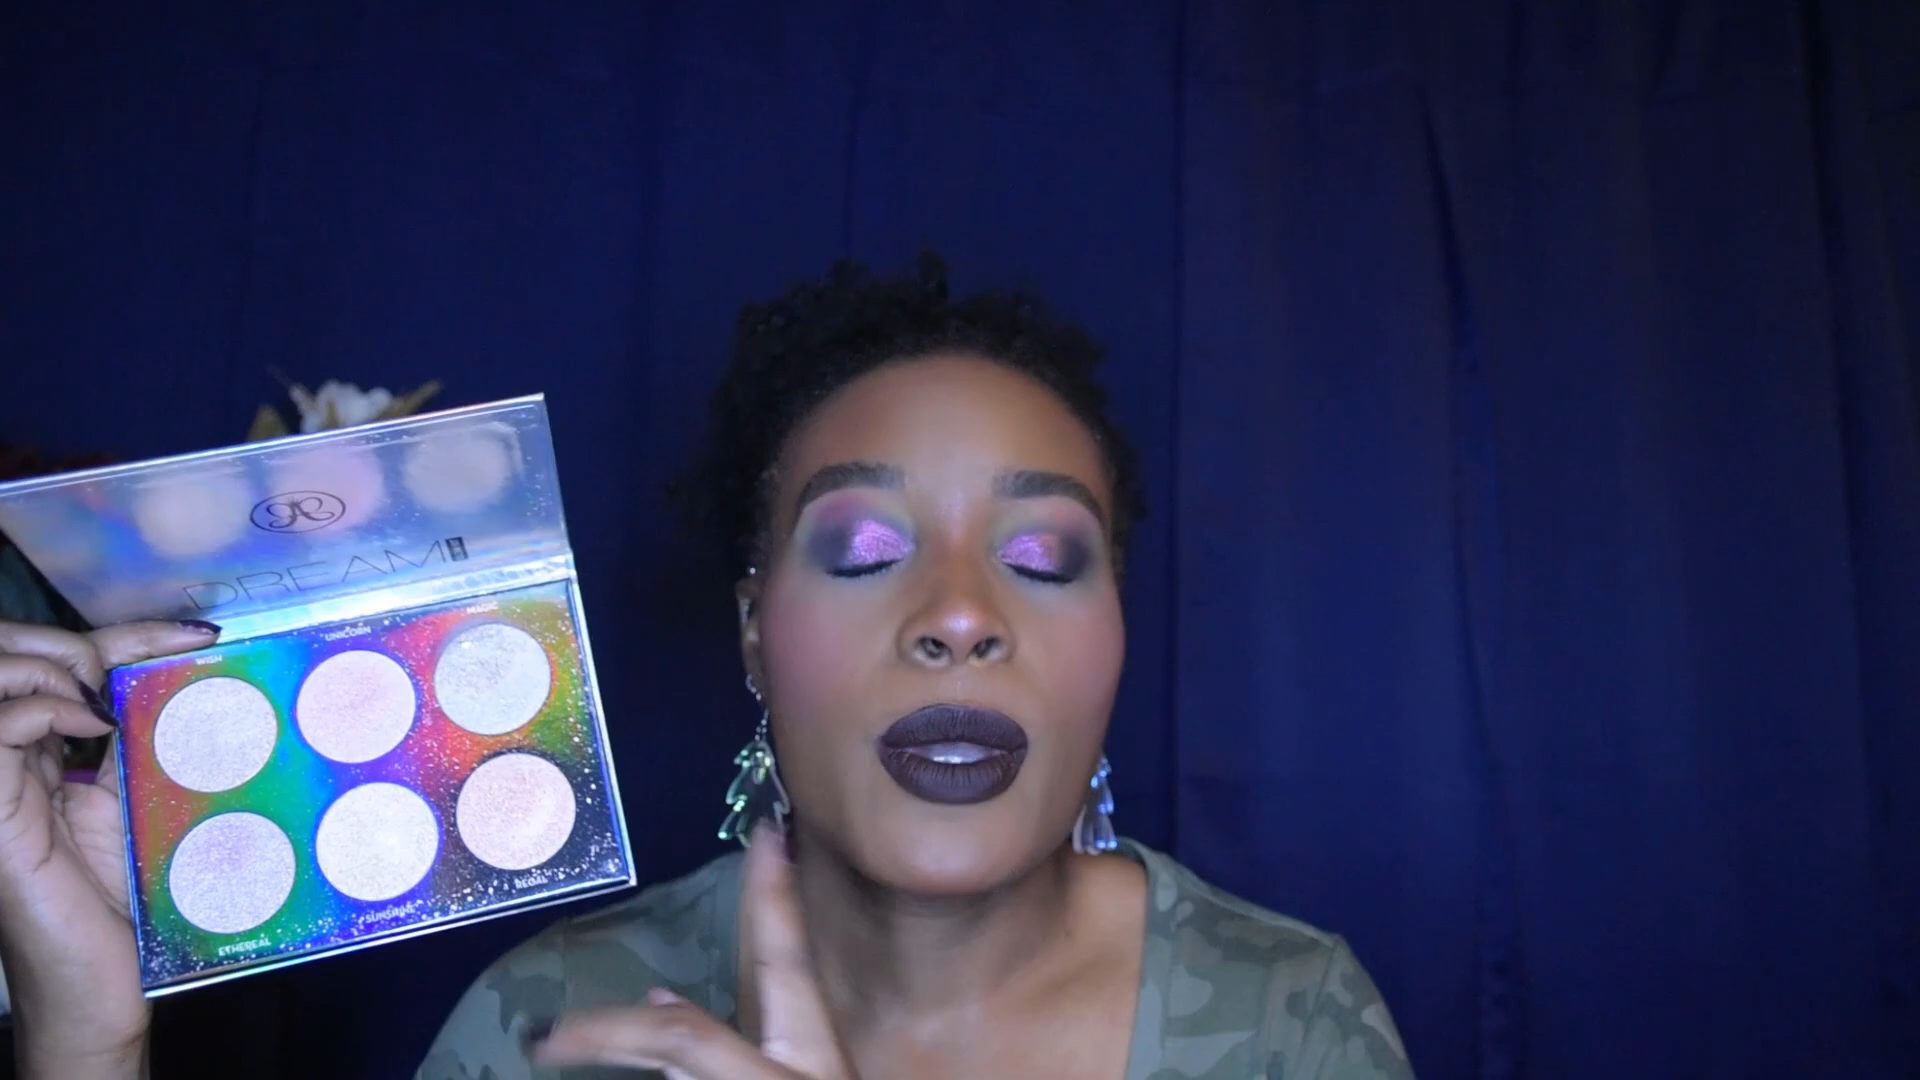 DREAM
WISH
UNICORN
MAGIC
ETHEREAL
SUNSHINE
REGAL